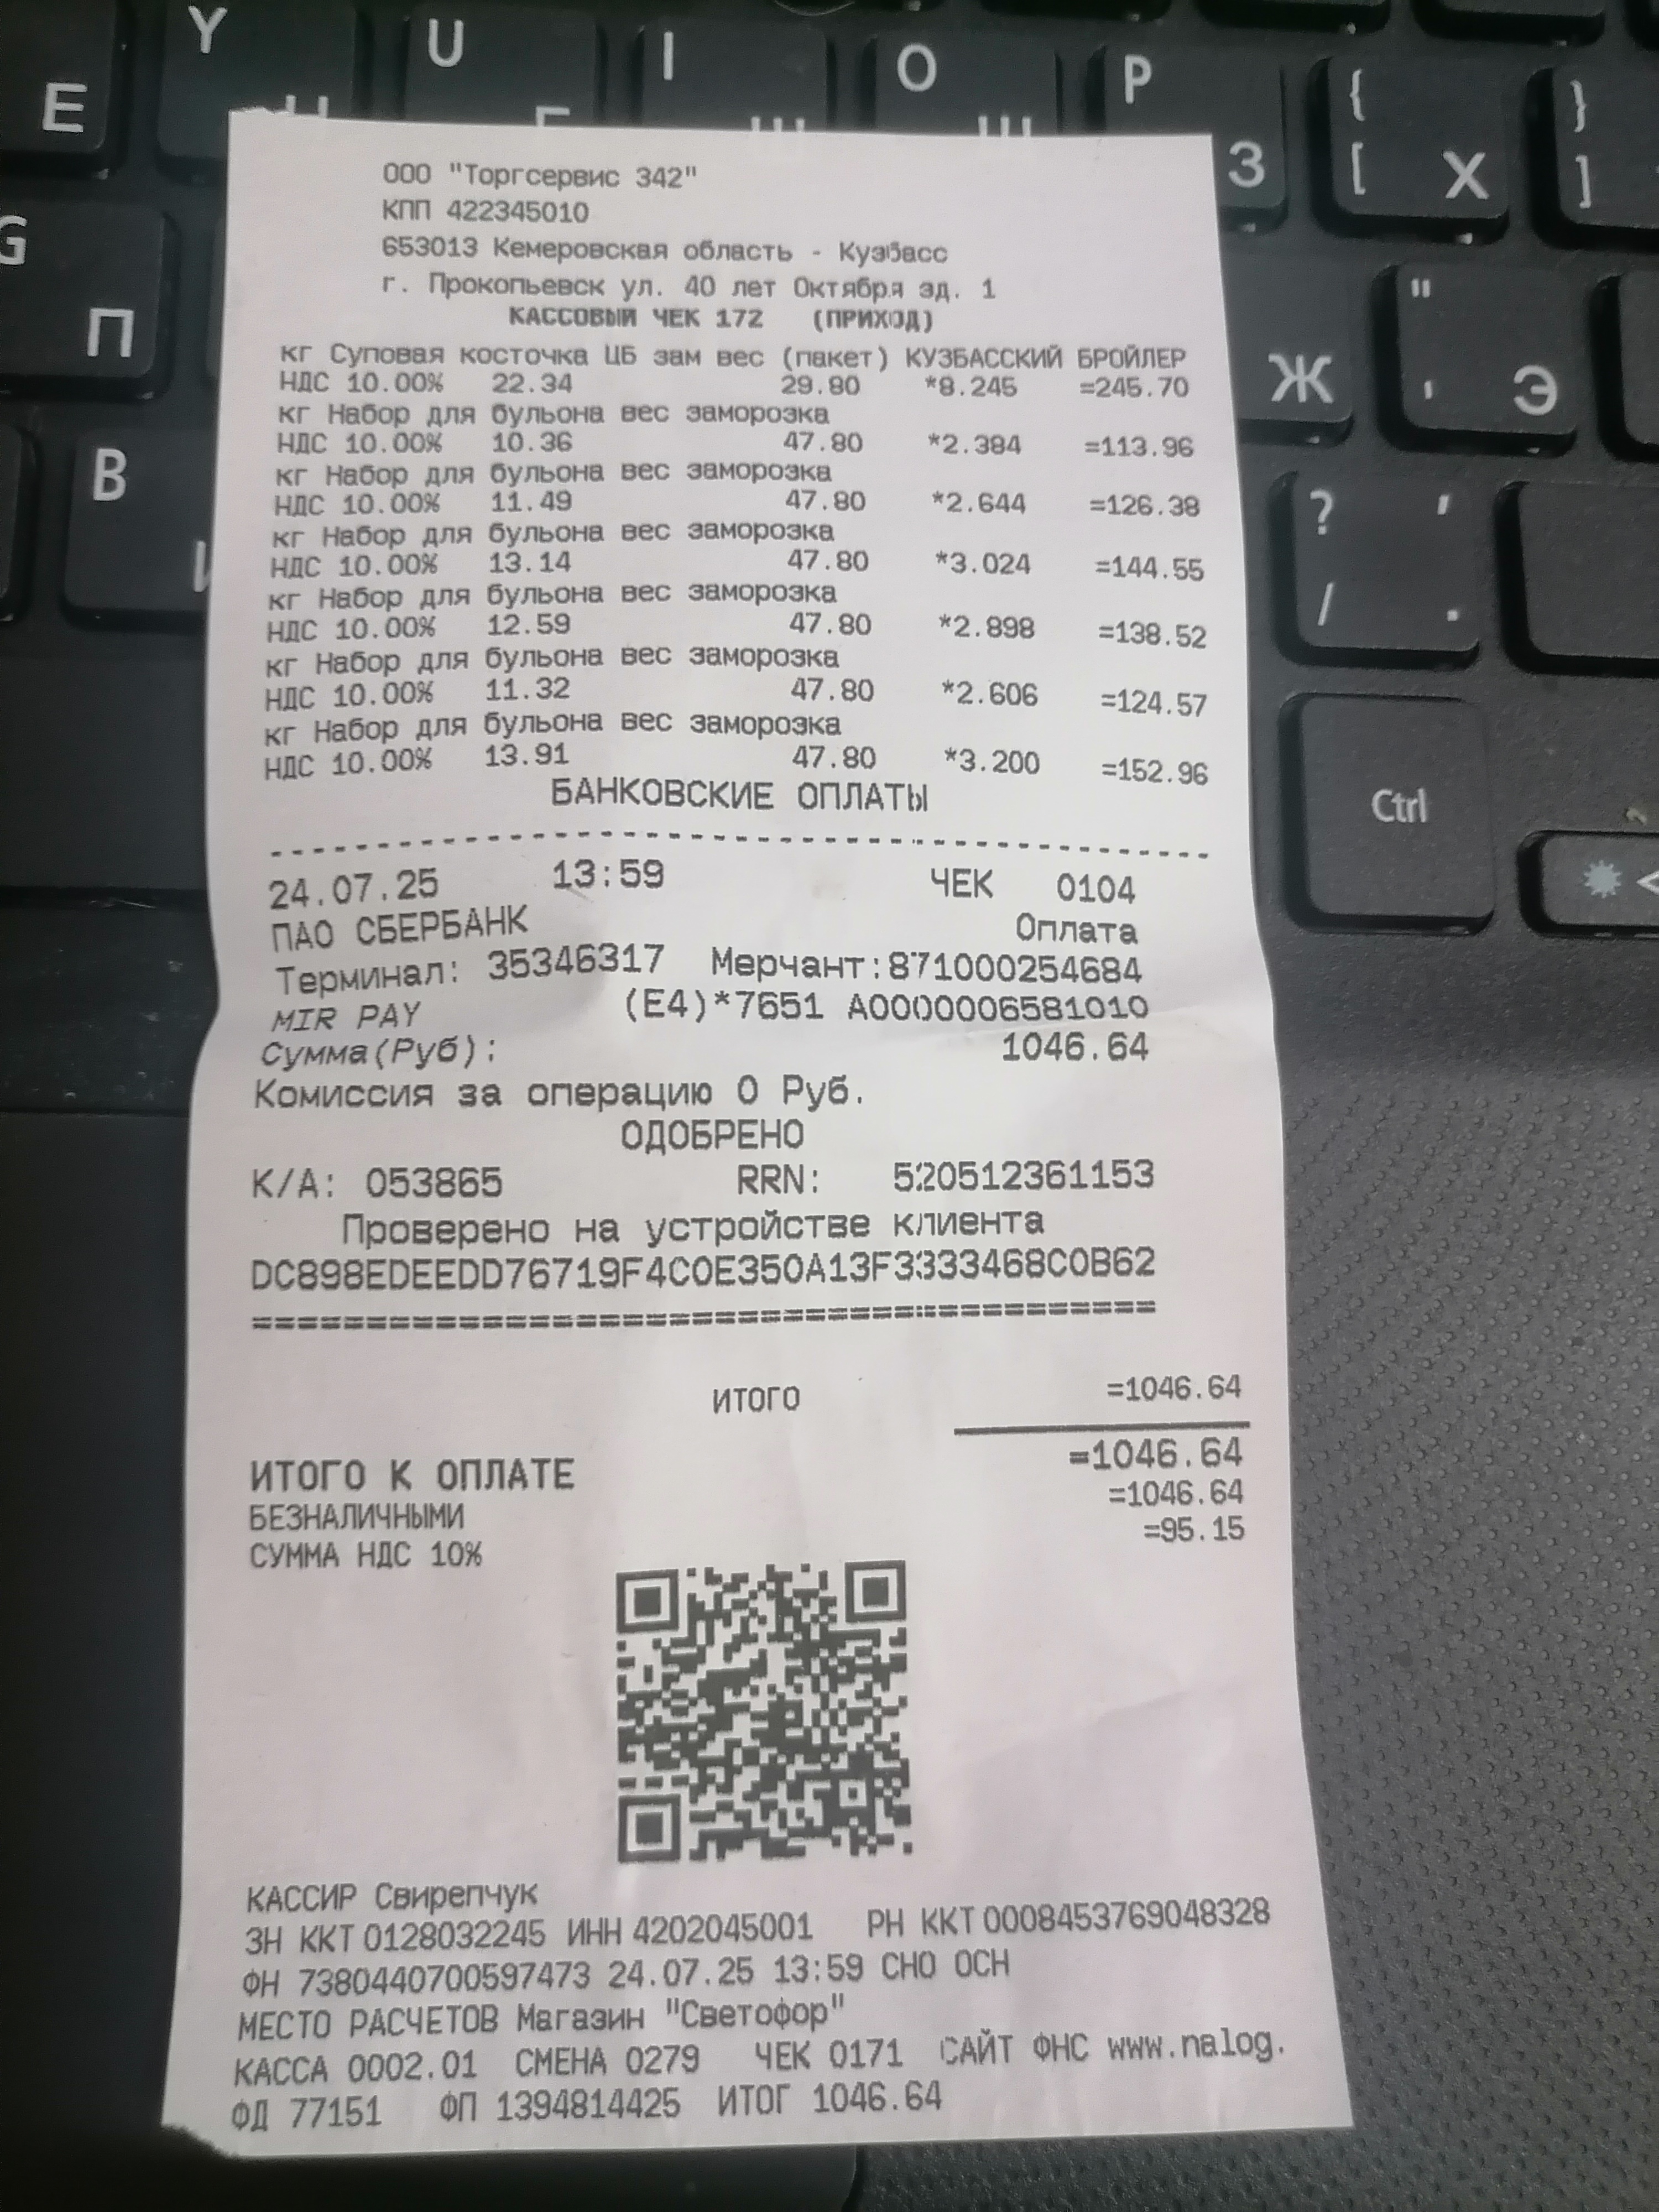 ООО "Торгсервис 342"
КПП 422345010
653013 Кемеровская область - Кузбасс
г. Прокопьевск ул. 40 лет Октября зд. 1
КАССОВЫЙ ЧЕК 172 (ПРИХОД)
кг Суповая косточка ЦБ зам вес (пакет) КУЗБАССКИЙ БРОЙЛЕР
НДС 10.00% 22.34 29.80 *8.245 =245.70
кг Набор для бульона вес заморозка
НДС 10.00% 10.36 47.80 *2.384 =113.96
кг Набор для бульона вес заморозка
НДС 10.00% 11.49 47.80 *2.644 =126.38
кг Набор для бульона вес заморозка
НДС 10.00% 13.14 47.80 *3.024 =144.55
кг Набор для бульона вес заморозка
НДС 10.00% 12.59 47.80 *2.898 =138.52
кг Набор для бульона вес заморозка
НДС 10.00% 11.32 47.80 *2.606 =124.57
кг Набор для бульона вес заморозка
НДС 10.00% 13.91 47.80 *3.200 =152.96
БАНКОВСКИЕ ОПЛАТЫ
24.07.25 13:59 ЧЕК 0104
ПАО СБЕРБАНК Оплата
Терминал: 35346317 Мерчант:871000254684
MIR PAY (E4)*7651 A0000006581010
Сумма(Руб): 1046.64
Комиссия за операцию 0 Руб.
ОДОБРЕНО
К/А: 053865 RRN: 520512361153
Проверено на устройстве клиента
DC898EDEEDD76719F4C0E350A13F3333468C0B62
ИТОГО =1046.64
ИТОГО К ОПЛАТЕ =1046.64
БЕЗНАЛИЧНЫМИ =1046.64
СУММА НДС 10% =95.15
КАССИР Свирепчук
ЗН ККТ 0128032245 ИНН 4202045001 РН ККТ 0008453769048328
ФН 7380440700597473 24.07.25 13:59 СНО ОСН
МЕСТО РАСЧЕТОВ Магазин "Светофор"
КАССА 0002.01 СМЕНА 0279 ЧЕК 0171 САЙТ ФНС www.nalog.
ФД 77151 ФП 1394814425 ИТОГ 1046.64
Y U I O P { }
Е З [ Х ]
G П Ж " ' Э
B ? / , .
Ctrl